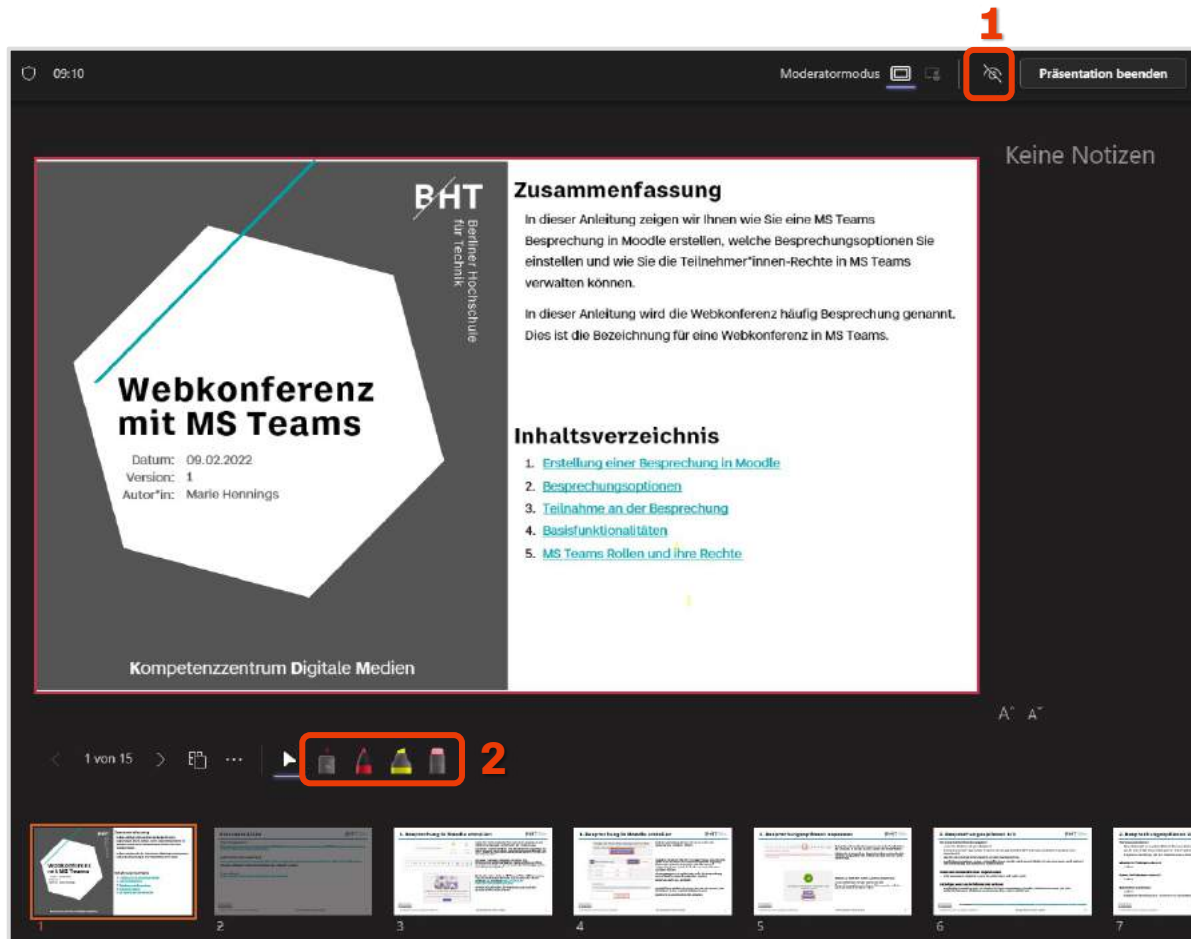 1
09:10
Moderatormodus
Präsentation beenden
Keine Notizen
BHT
Berliner Hochschule
für Technik
Webkonferenz
mit MS Teams
Datum: 09.02.2022
Version: 1
Autor*in: Marie Hennings
Kompetenzzentrum Digitale Medien
Zusammenfassung
In dieser Anleitung zeigen wir Ihnen wie Sie eine MS Teams
Besprechung in Moodle erstellen, welche Besprechungsoptionen Sie
einstellen und wie Sie die Teilnehmer*innen-Rechte in MS Teams
verwalten können.
In dieser Anleitung wird die Webkonferenz häufig Besprechung genannt.
Dies ist die Bezeichnung für eine Webkonferenz in MS Teams.
Inhaltsverzeichnis
1. Erstellung einer Besprechung in Moodle
2. Besprechungsoptionen
3. Teilnahme an der Besprechung
4. Basisfunktionalitäten
5. MS Teams Rollen und ihre Rechte
A^ A˅
1 von 15
2
1
2
3
4
5
6
7